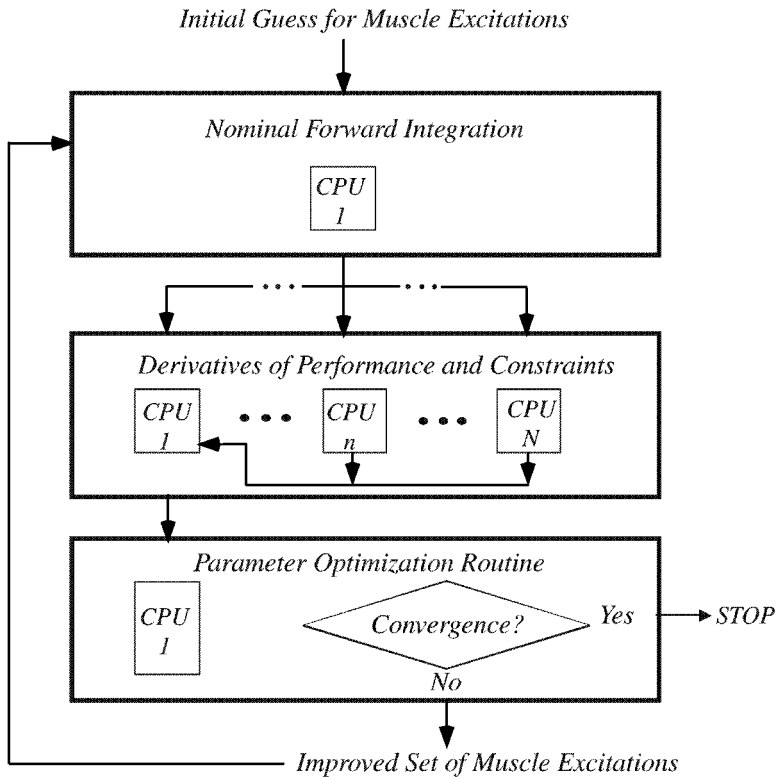 Initial Guess for Muscle Excitations
Nominal Forward Integration
CPU
1
Derivatives of Performance and Constraints
CPU
1
CPU
n
CPU
N
Parameter Optimization Routine
CPU
1
Convergence?
Yes
STOP
No
Improved Set of Muscle Excitations